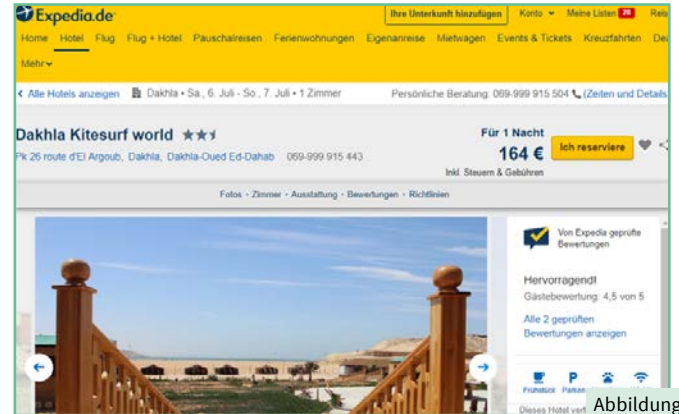 Expedia.de
Ihre Unterkunft hinzufügen Konto Meine Listen 26 Reis
Home Hotel Flug Flug + Hotel Pauschalreisen Ferienwohnungen Eigenanreise Mietwagen Events & Tickets Kreuzfahrten
Mehr
Alle Hotels anzeigen Dakhla • Sa., 6. Juli - So., 7. Juli • 1 Zimmer Persönliche Beratung: 069-999 915 504 (Zeiten und Details
Dakhla Kitesurf world
Pk 26 route d'El Argoub, Dakhla, Dakhla-Oued Ed-Dahab 069-999 915 443
Für 1 Nacht
164 €
Inkl. Steuern & Gebühren
Ich reserviere
Fotos - Zimmer - Ausstattung - Bewertungen - Richtlinien
Von Expedia geprüfte
Bewertungen
Hervorragend!
Gästebewertung: 4,5 von 5
Alle 2 geprüften
Bewertungen anzeigen
Frühstück Parken
Dieses Hotel
Abbildung